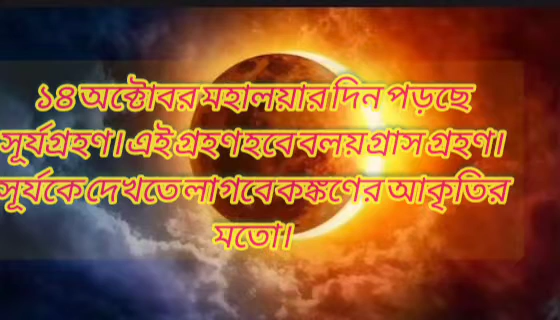 ১৪ অক্টোবর মহালয়ার দিন পড়ছে
সূর্যগ্রহণ। এই গ্রহণ হবে বলয় গ্রাস গ্রহণ।
সূর্যকে দেখতে লাগবে কঙ্কণের আকৃতির
মতো।